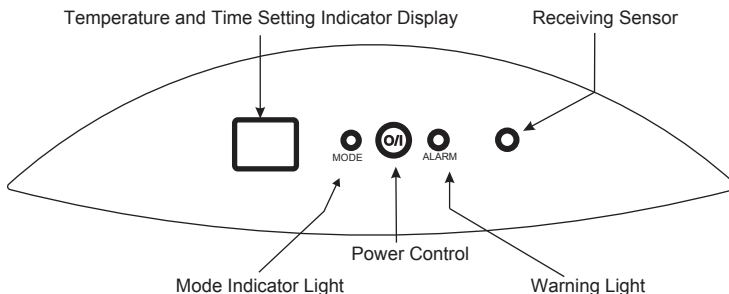 Temperature and Time Setting Indicator Display
Receiving Sensor
MODE
O/I
ALARM
Power Control
Mode Indicator Light
Warning Light